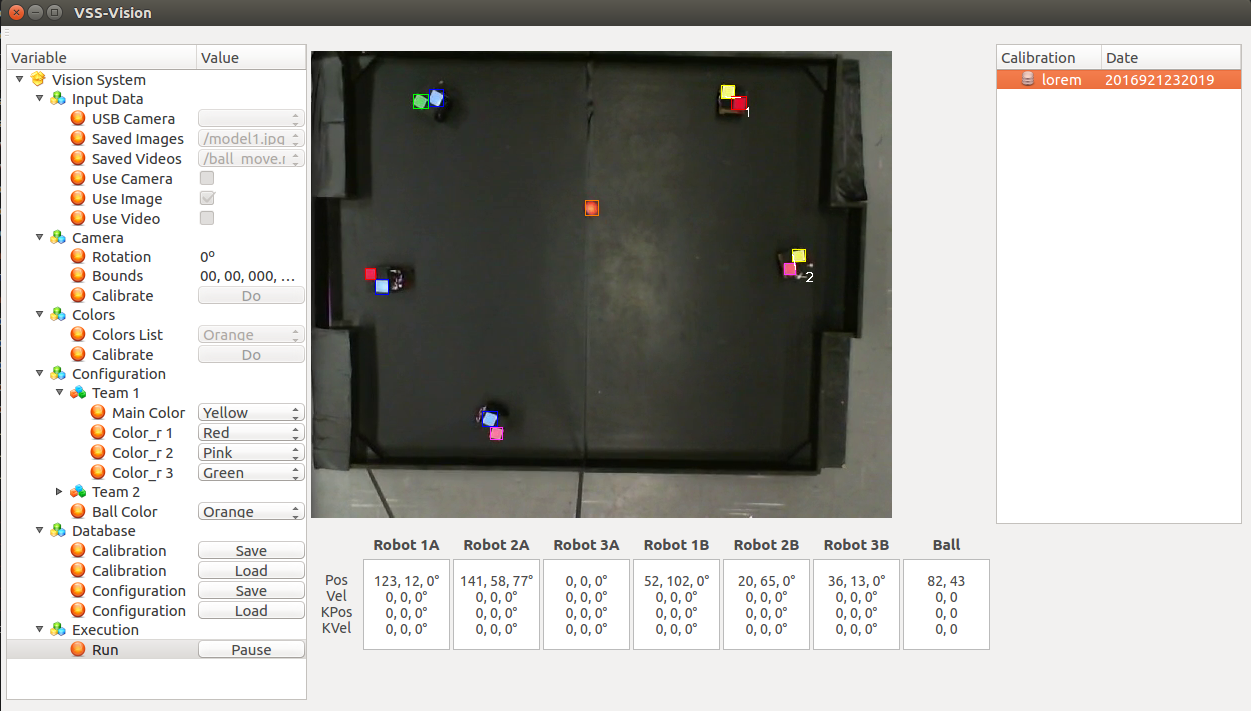 VSS-Vision
Variable Value
Vision System
Input Data
USB Camera
Saved Images /model1.jpg
Saved Videos /ball_move.r
Use Camera
Use Image
Use Video
Camera
Rotation 0º
Bounds 00, 00, 000, ...
Calibrate Do
Colors
Colors List Orange
Calibrate Do
Configuration
Team 1
Main Color Yellow
Color_r 1 Red
Color_r 2 Pink
Color_r 3 Green
Team 2
Ball Color Orange
Database
Calibration Save
Calibration Load
Configuration Save
Configuration Load
Execution
Run Pause
1
2
Robot 1A Robot 2A Robot 3A Robot 1B Robot 2B Robot 3B Ball
Pos 123, 12, 0° 141, 58, 77° 0, 0, 0° 52, 102, 0° 20, 65, 0° 36, 13, 0° 82, 43
Vel 0, 0, 0° 0, 0, 0° 0, 0, 0° 0, 0, 0° 0, 0, 0° 0, 0, 0° 0, 0
KPos 0, 0, 0° 0, 0, 0° 0, 0, 0° 0, 0, 0° 0, 0, 0° 0, 0, 0° 0, 0
KVel 0, 0, 0° 0, 0, 0° 0, 0, 0° 0, 0, 0° 0, 0, 0° 0, 0, 0° 0, 0
Calibration Date
lorem 2016921232019